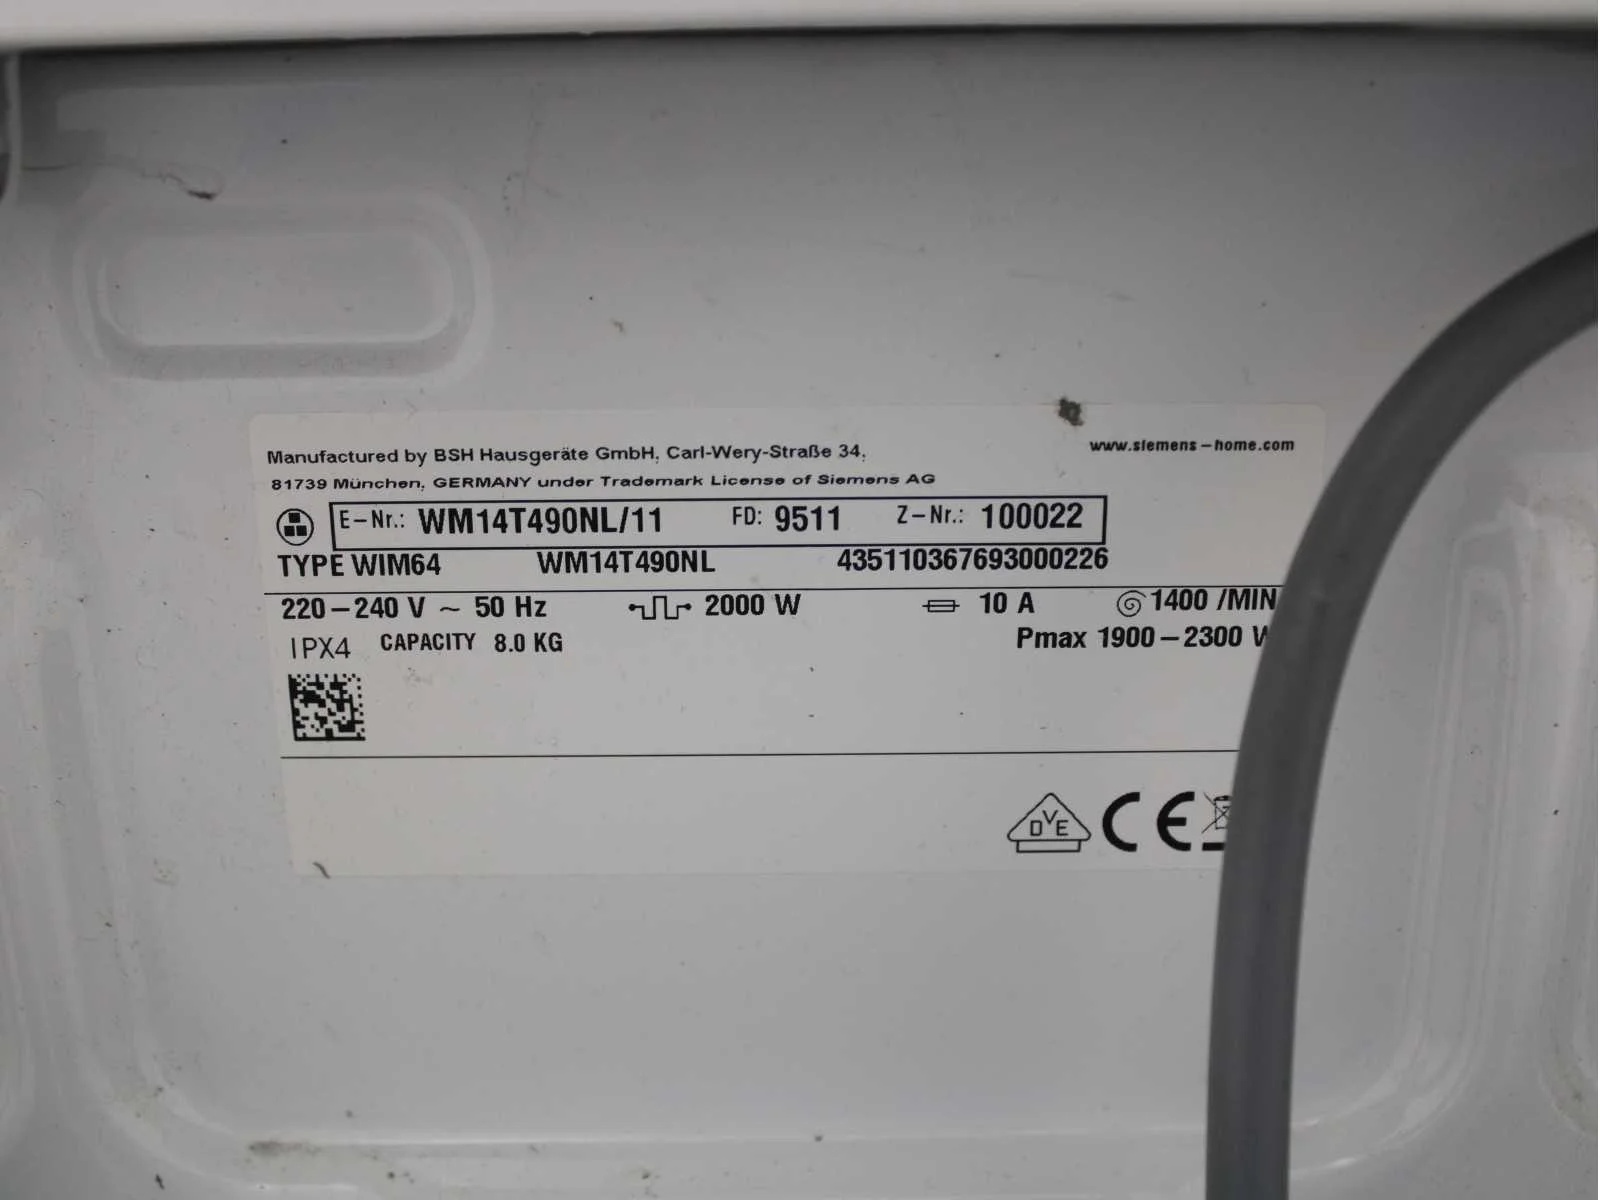 Manufactured by BSH Hausgeräte GmbH, Carl-Wery-Straße 34,
www.siemens-home.com
81739 München, GERMANY under Trademark License of Siemens AG
E-Nr.: WM14T490NL/11 FD: 9511 Z-Nr.: 100022
TYPE WIM64 WM14T490NL 435110367693000226
220-240 V ~ 50 Hz 2000 W 10 A 1400 /MIN
IPX4 CAPACITY 8.0 KG Pmax 1900-2300 W
DVE CE